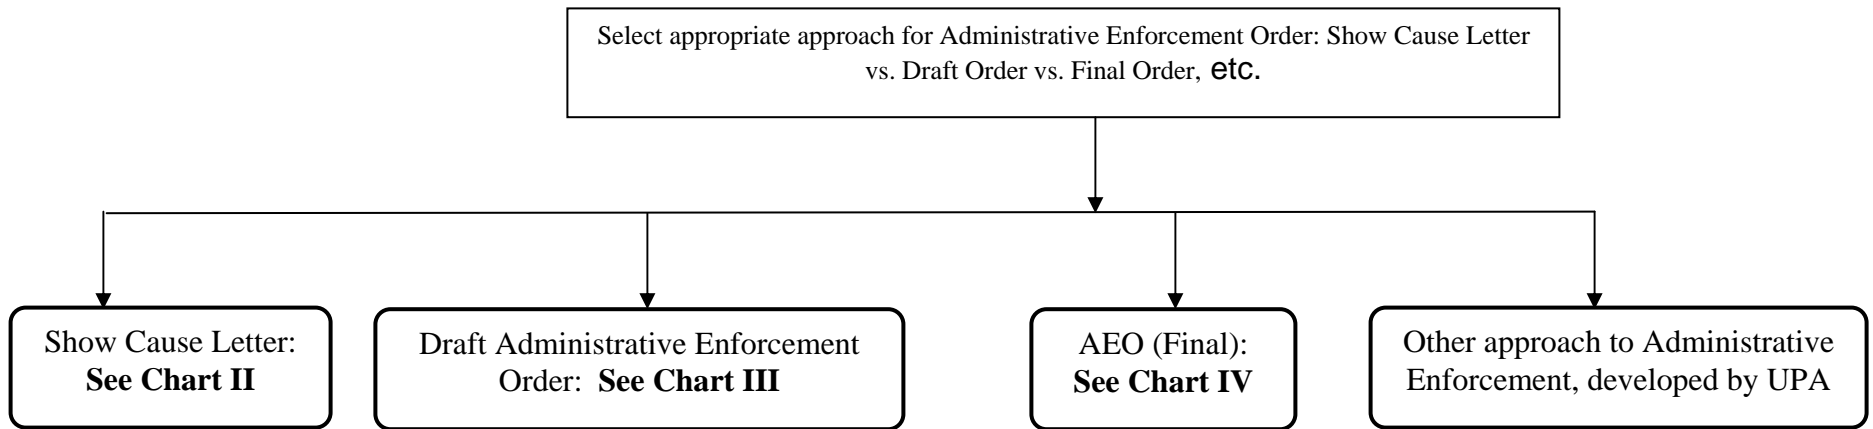 Select appropriate approach for Administrative Enforcement Order: Show Cause Letter
vs. Draft Order vs. Final Order, etc.
Show Cause Letter:
See Chart II
Draft Administrative Enforcement
Order: See Chart III
AEO (Final):
See Chart IV
Other approach to Administrative
Enforcement, developed by UPA